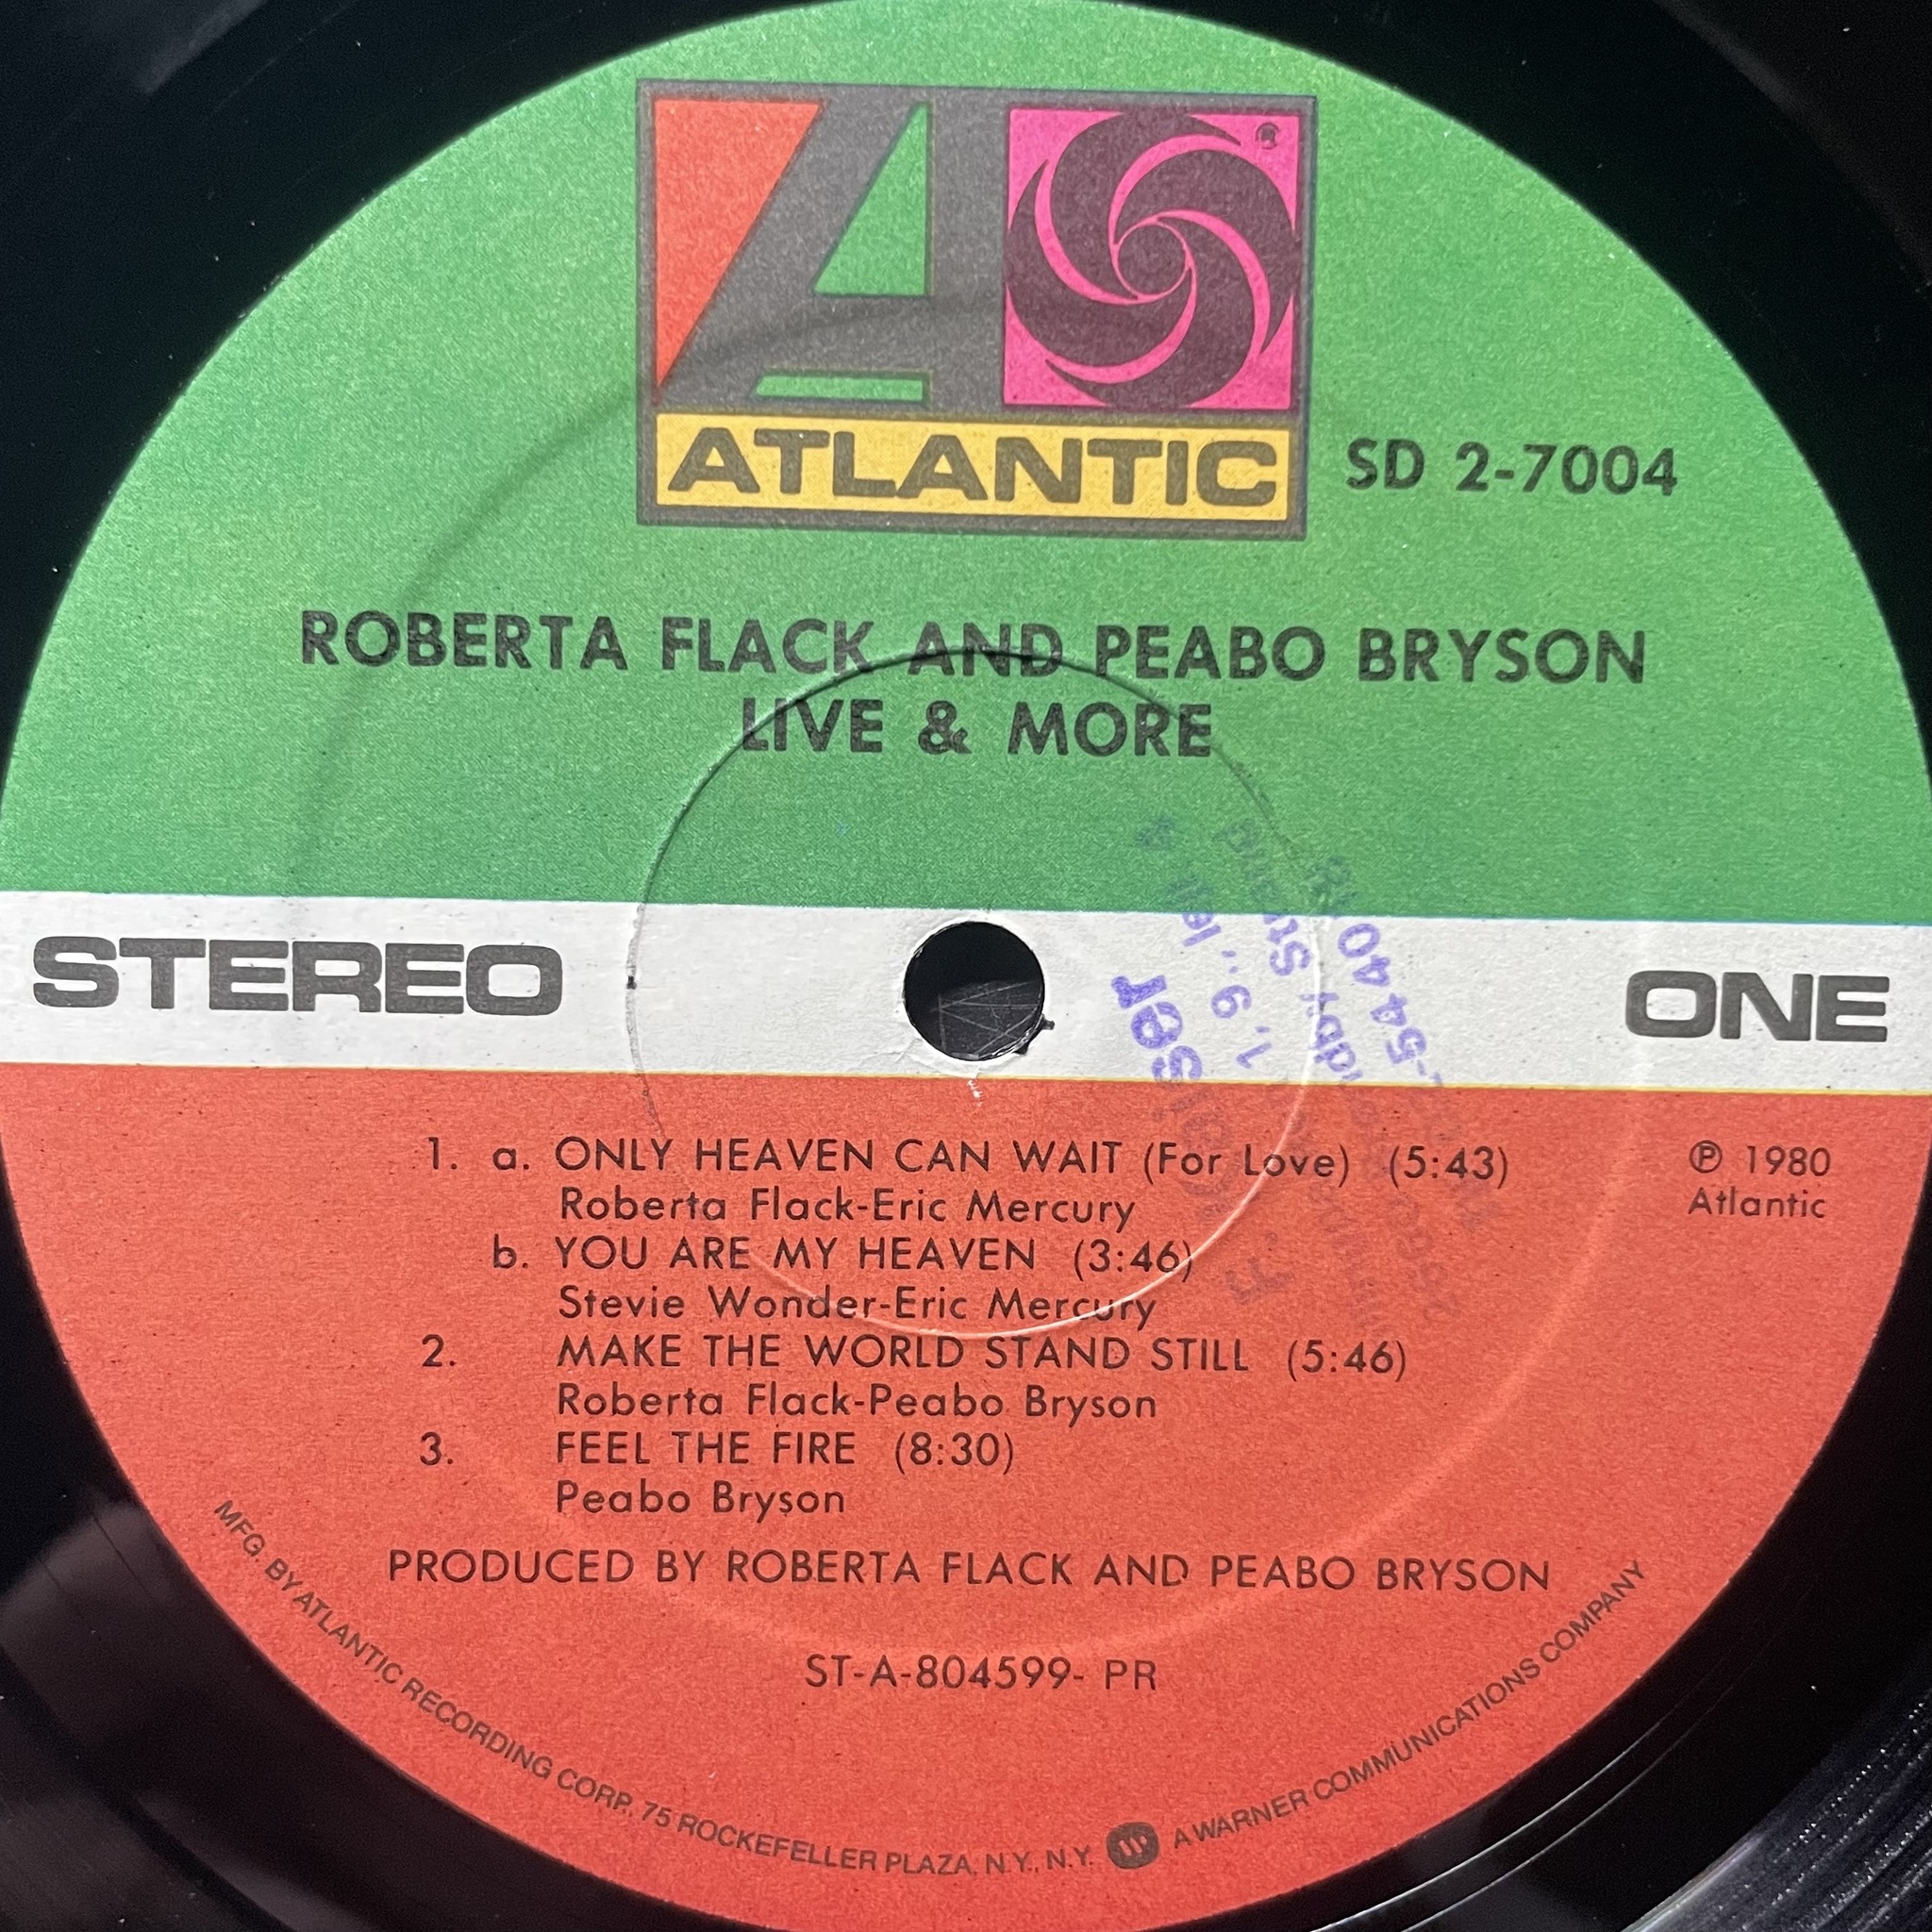 ®
ATLANTIC
SD 2-7004
ROBERTA FLACK AND PEABO BRYSON
LIVE & MORE
STEREO
ONE
1. a. ONLY HEAVEN CAN WAIT (For Love) (5:43)
Roberta Flack-Eric Mercury
b. YOU ARE MY HEAVEN (3:46)
Stevie Wonder-Eric Mercury
2. MAKE THE WORLD STAND STILL (5:46)
Roberta Flack-Peabo Bryson
3. FEEL THE FIRE (8:30)
Peabo Bryson
℗ 1980
Atlantic
PRODUCED BY ROBERTA FLACK AND PEABO BRYSON
ST-A-804599- PR
MFG. BY ATLANTIC RECORDING CORP., 75 ROCKEFELLER PLAZA, N.Y., N.Y. A WARNER COMMUNICATIONS COMPANY